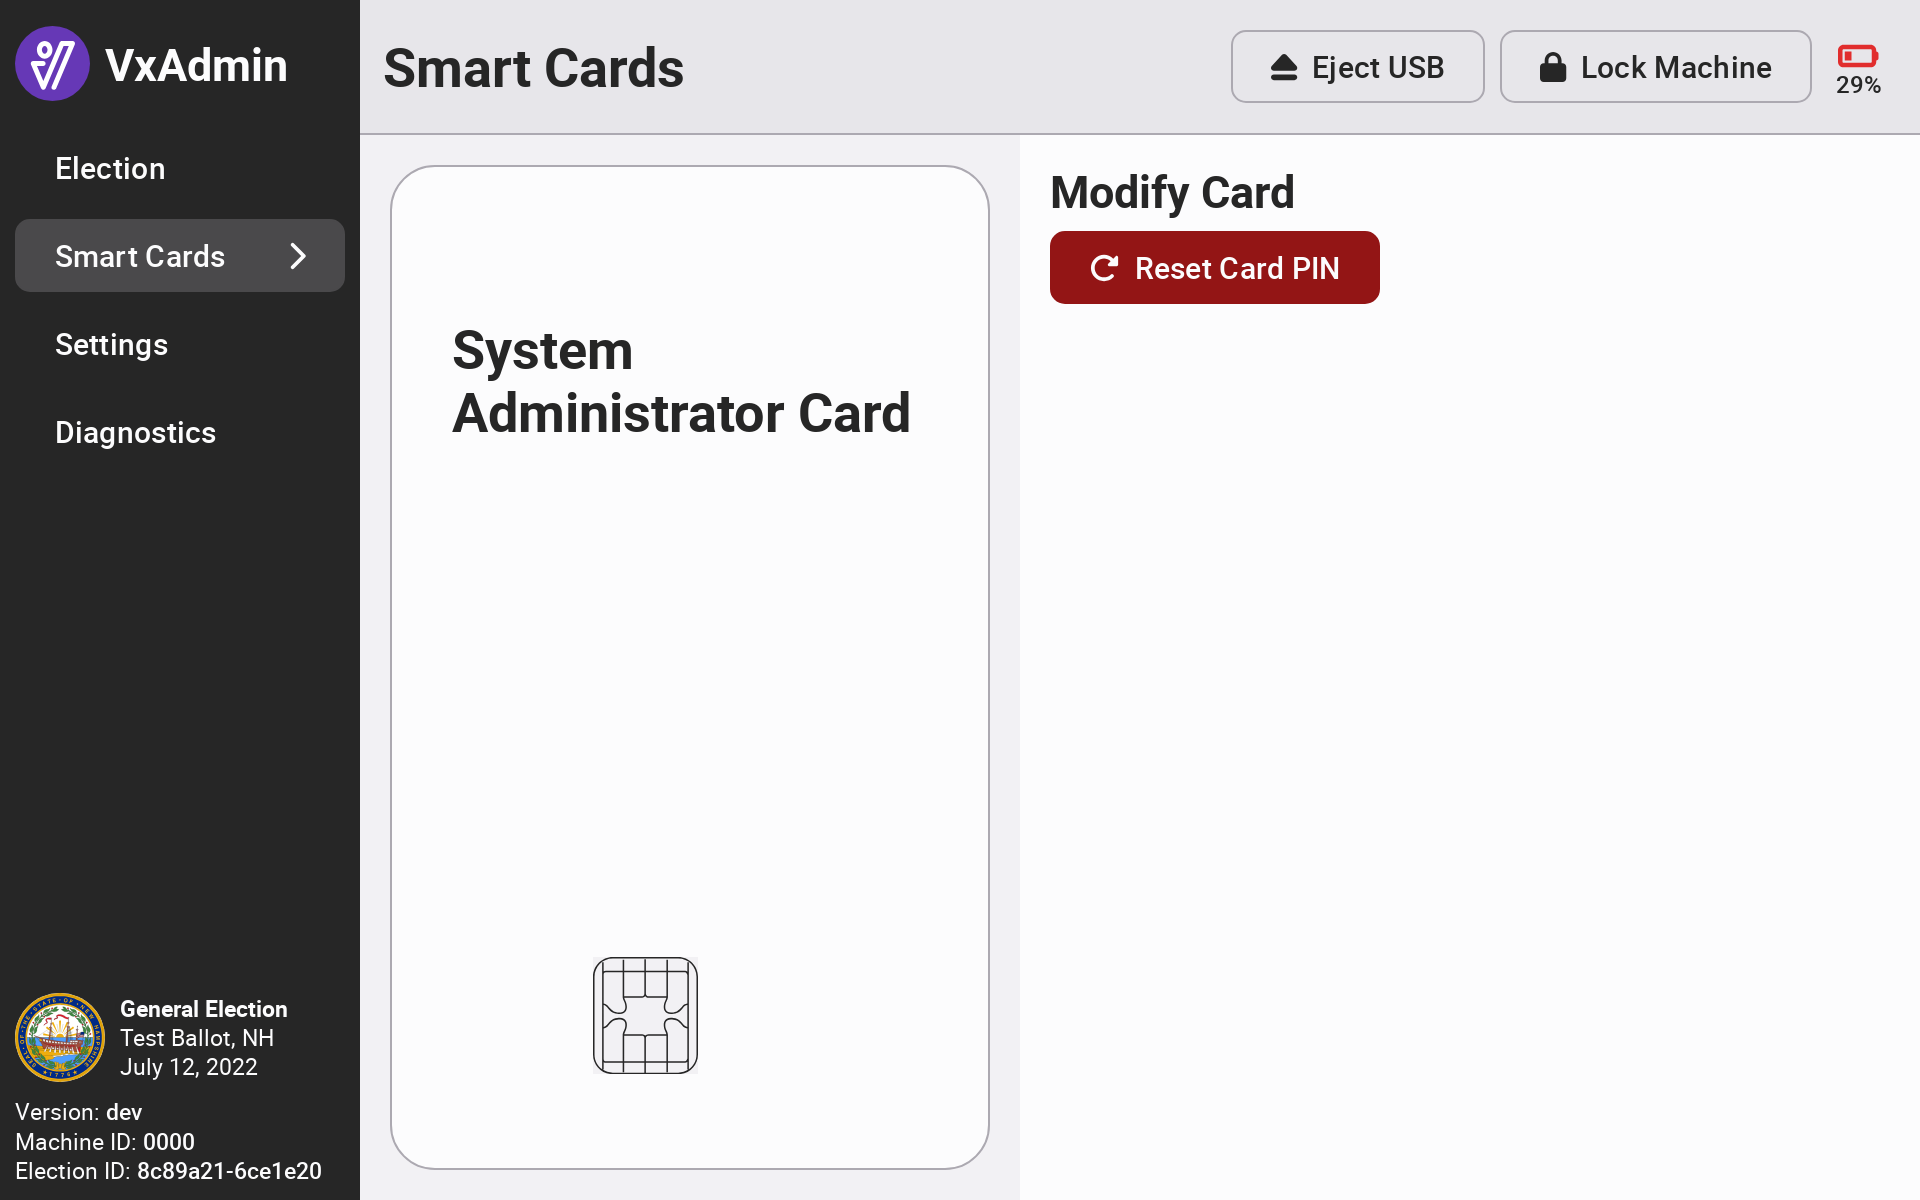 VxAdmin
Election
Smart Cards
Settings
Diagnostics
General Election
Test Ballot, NH
July 12, 2022
Version: dev
Machine ID: 0000
Election ID: 8c89a21-6ce1e20
Smart Cards
Eject USB
Lock Machine
29%
System
Administrator Card
Modify Card
Reset Card PIN